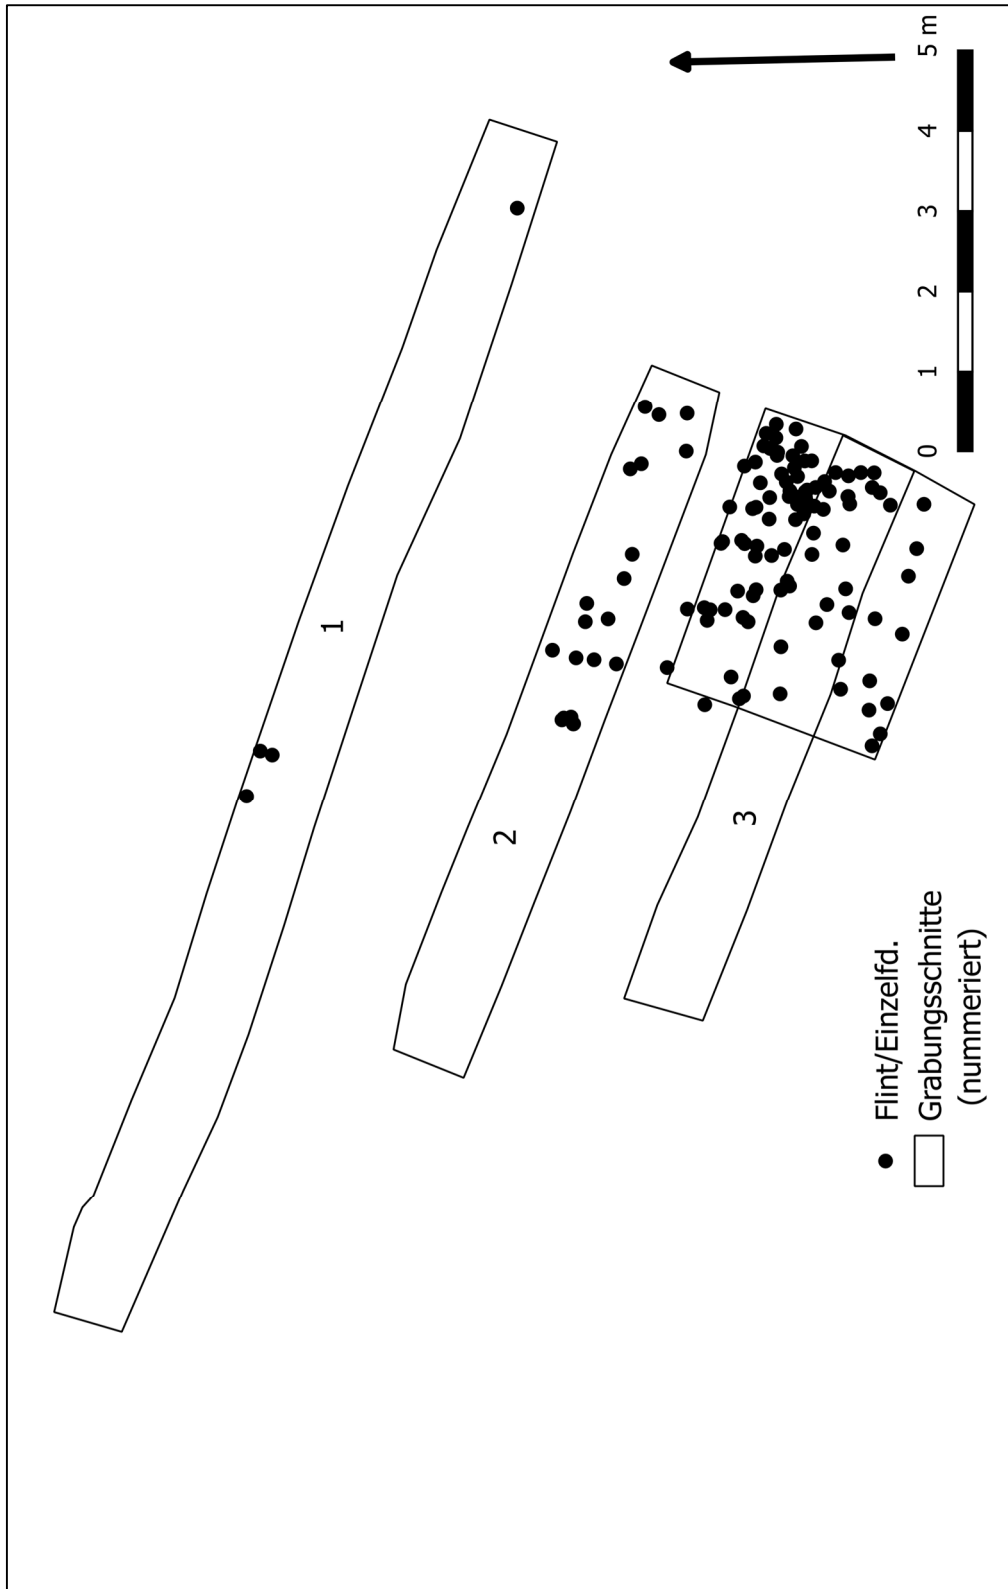 1
2
3
0 1 2 3 4 5 m
Flint/Einzelfd.
Grabungsschnitte
(nummeriert)